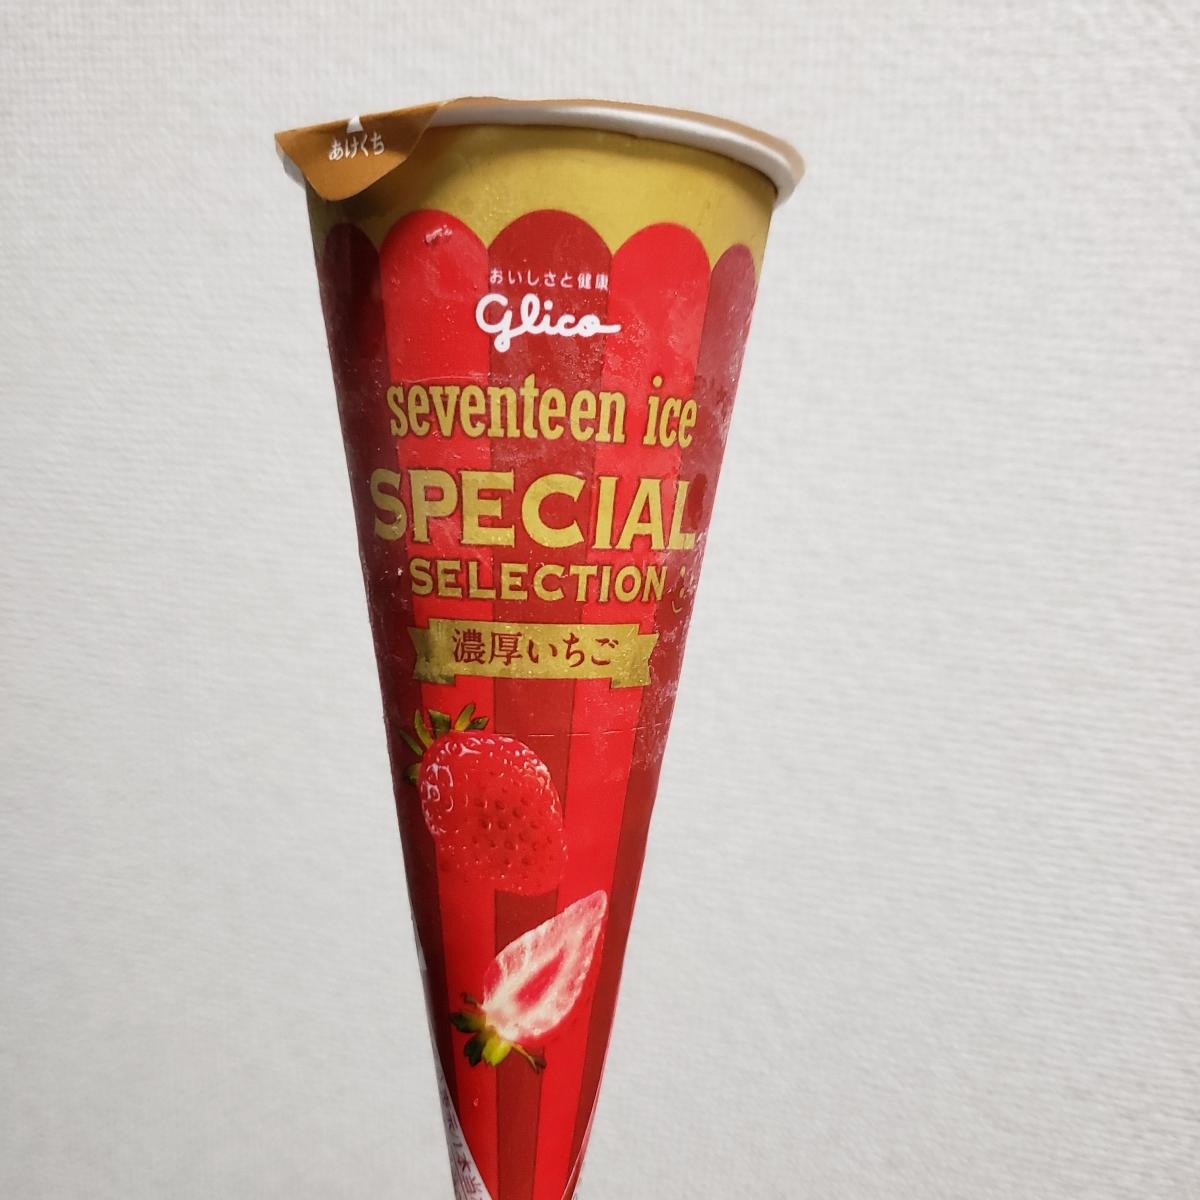 あけくち
おいしさと健康
Glico
seventeen ice
SPECIAL
SELECTION
濃厚いちご